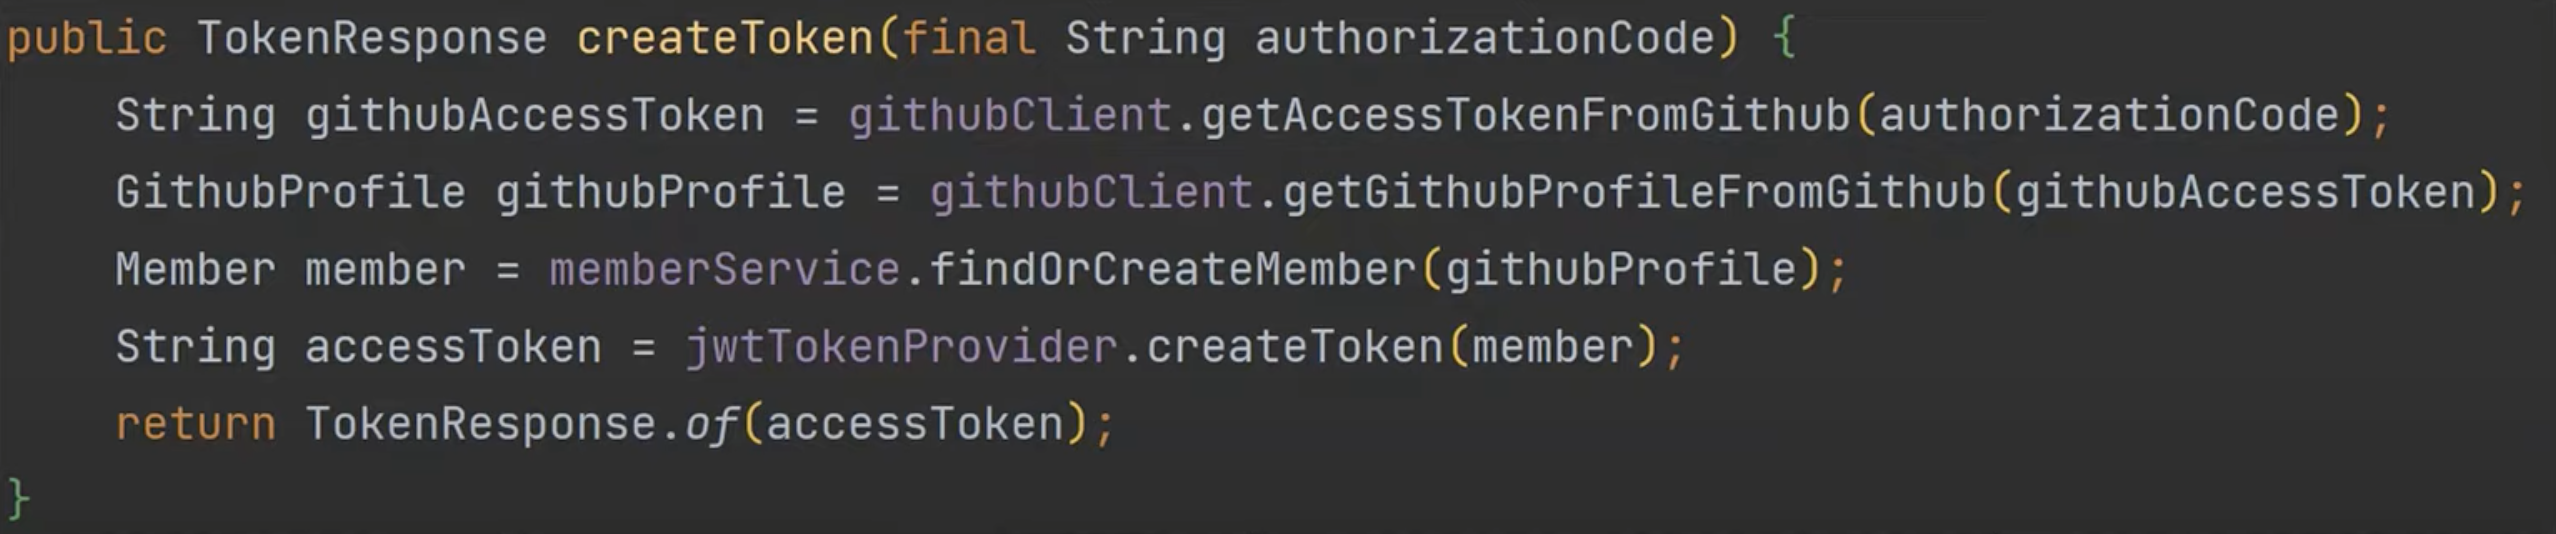 public TokenResponse createToken(final String authorizationCode) {
    String githubAccessToken = githubClient.getAccessTokenFromGithub(authorizationCode);
    GithubProfile githubProfile = githubClient.getGithubProfileFromGithub(githubAccessToken);
    Member member = memberService.findOrCreateMember(githubProfile);
    String accessToken = jwtTokenProvider.createToken(member);
    return TokenResponse.of(accessToken);
}